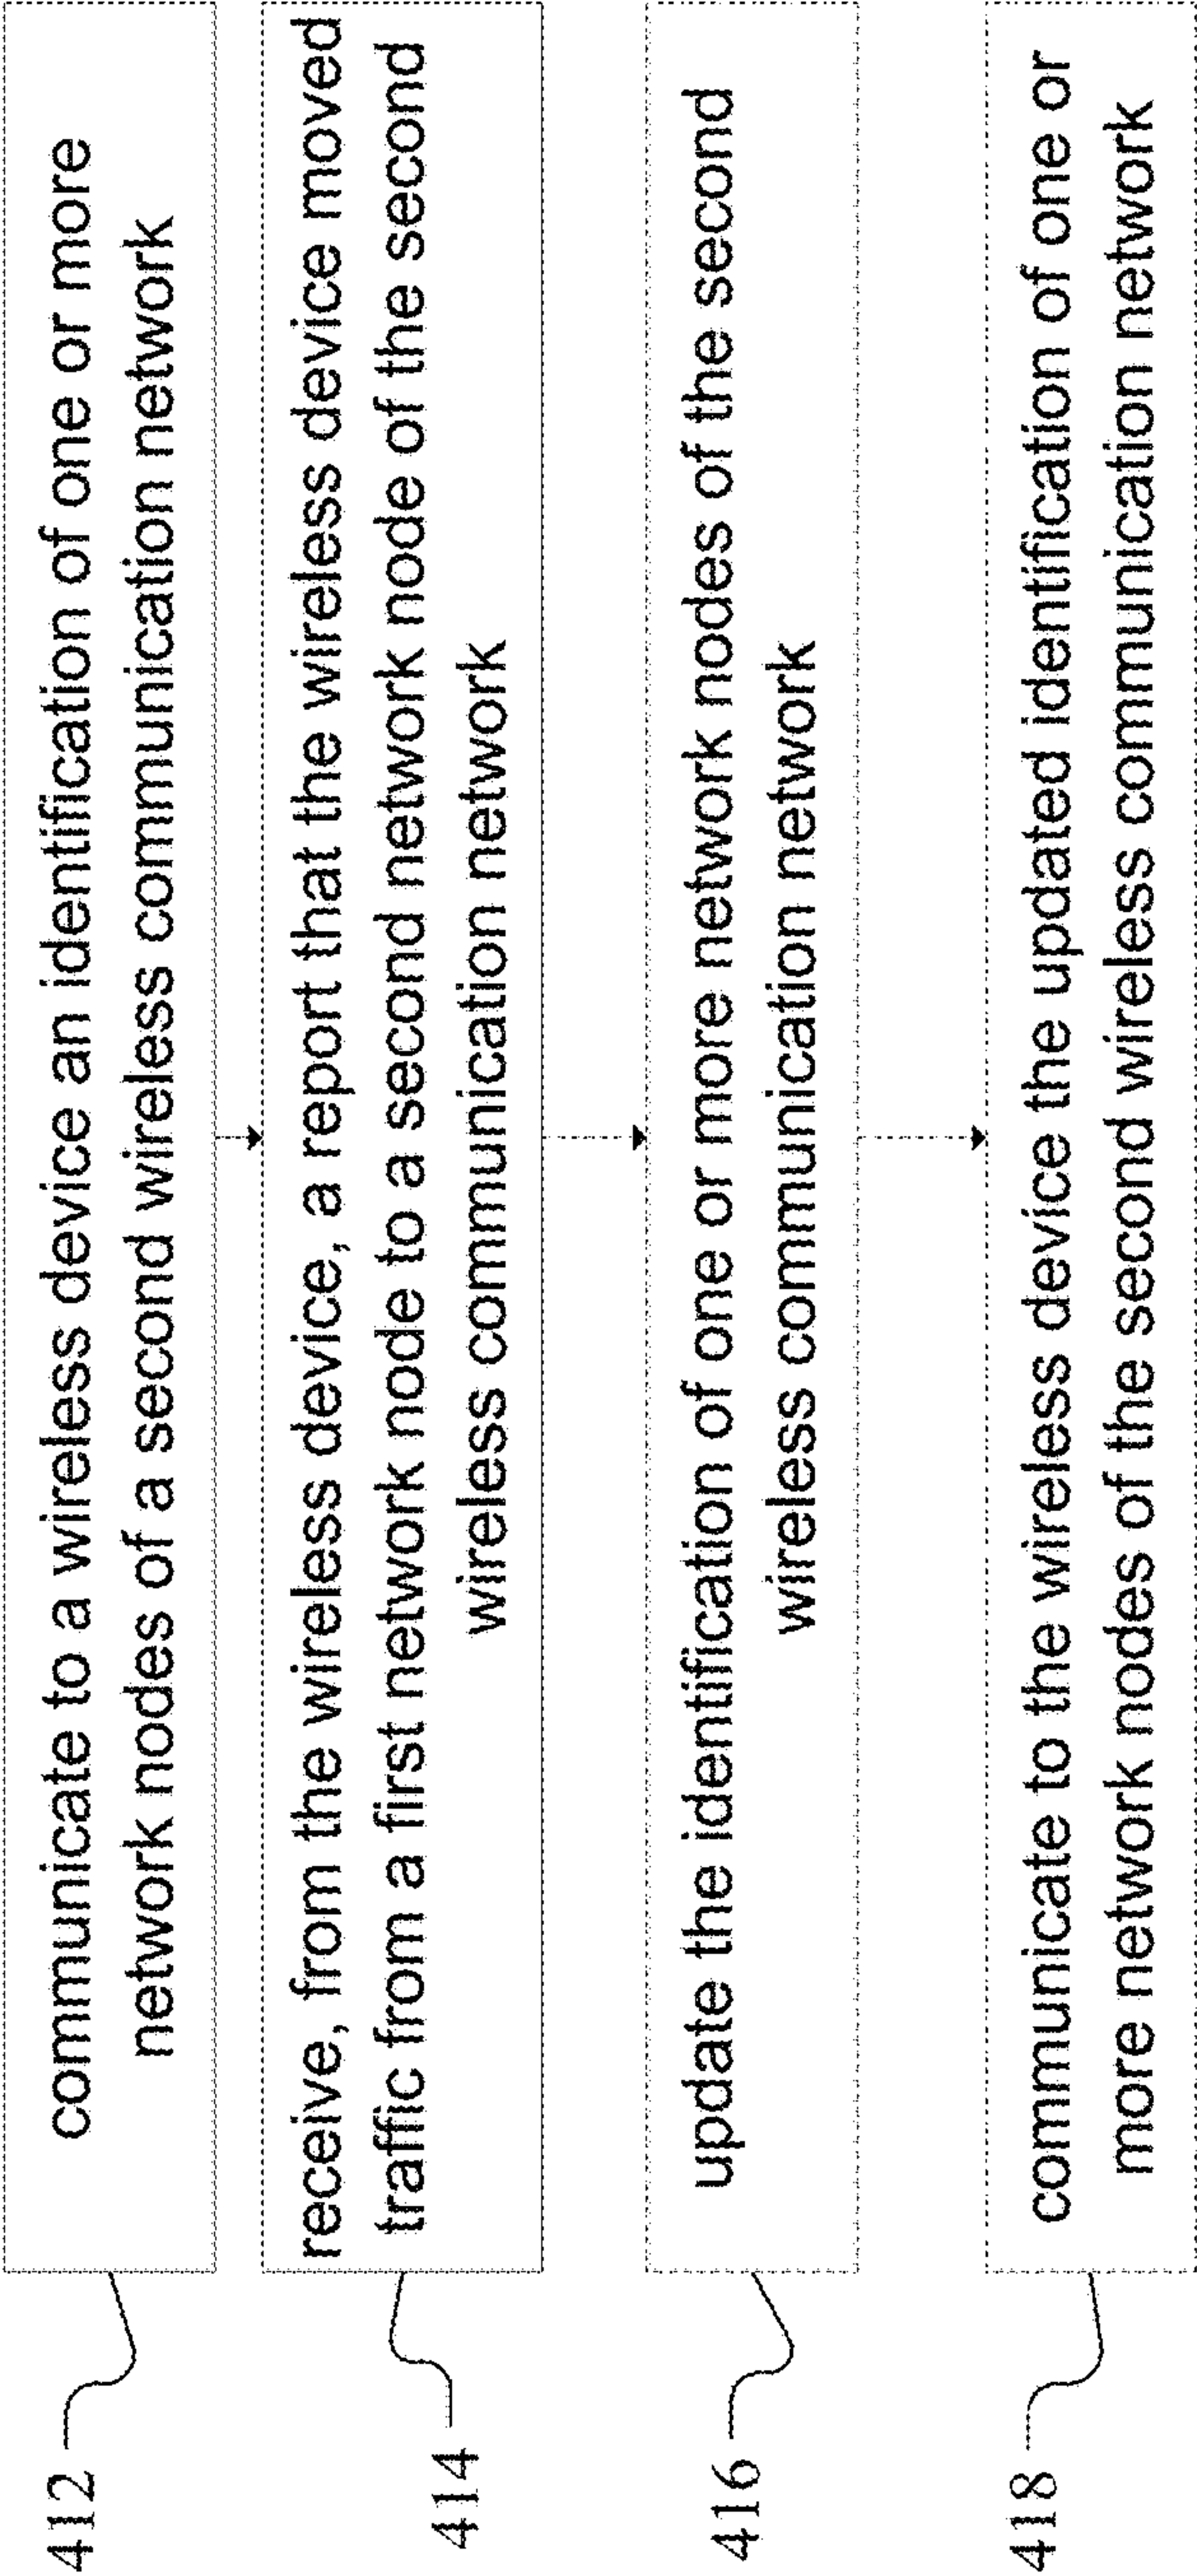 412
communicate to a wireless device an identification of one or more
network nodes of a second wireless communication network
414
receive, from the wireless device, a report that the wireless device moved
traffic from a first network node to a second network node of the second
wireless communication network
416
update the identification of one or more network nodes of the second
wireless communication network
418
communicate to the wireless device the updated identification of one or
more network nodes of the second wireless communication network